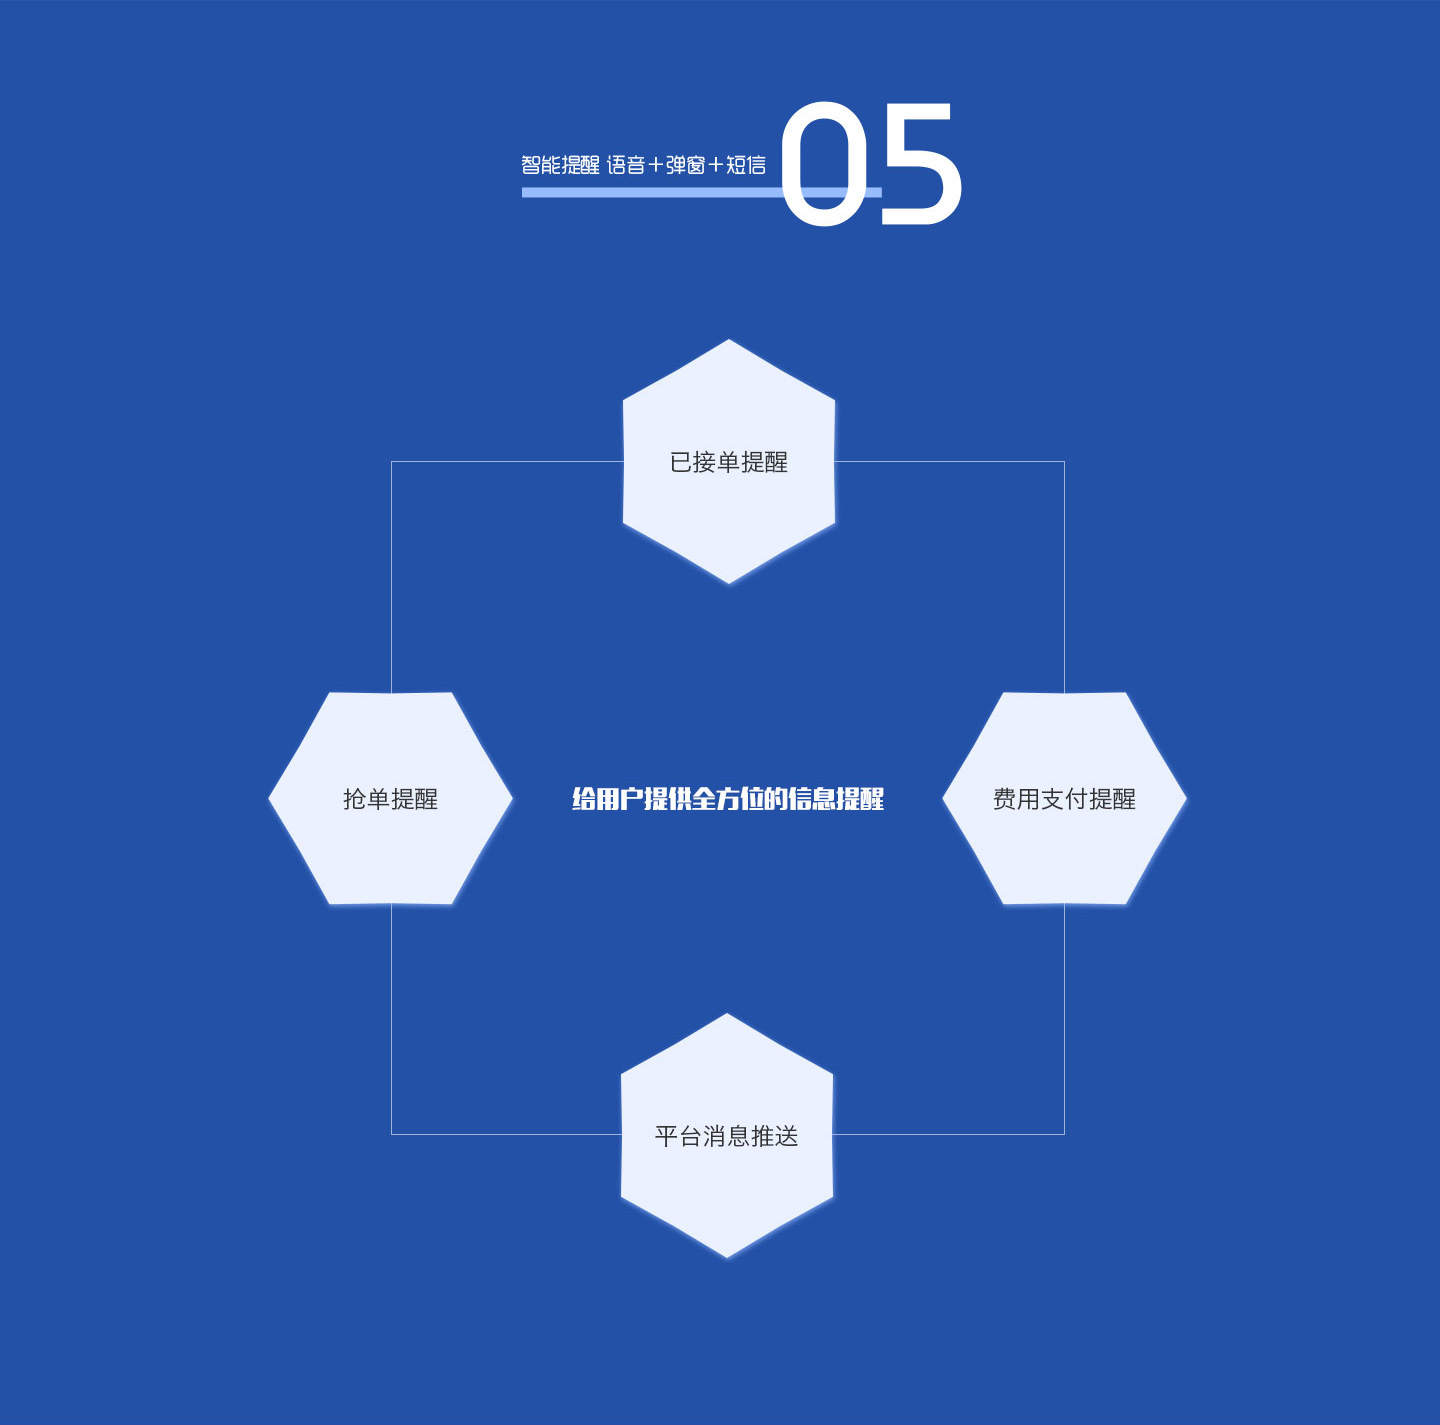 智能提醒 语音+弹窗+短信
05
已接单提醒
抢单提醒
给用户提供全方位的信息提醒
费用支付提醒
平台消息推送